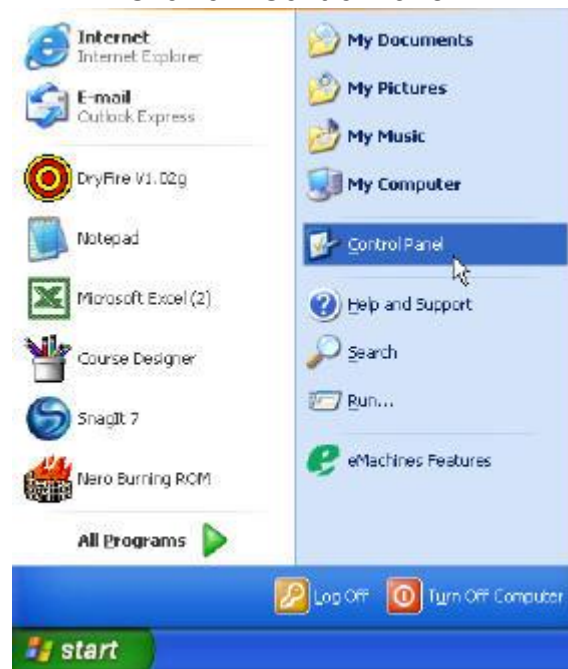 Internet
Internet Explorer
E-mail
Outlook Express
DryFire V1.02g
Notepad
Microsoft Excel (2)
Course Designer
SnagIt 7
Nero Burning ROM
All Programs
My Documents
My Pictures
My Music
My Computer
Control Panel
Help and Support
Search
Run...
eMachines Features
Log Off
Turn Off Computer
start